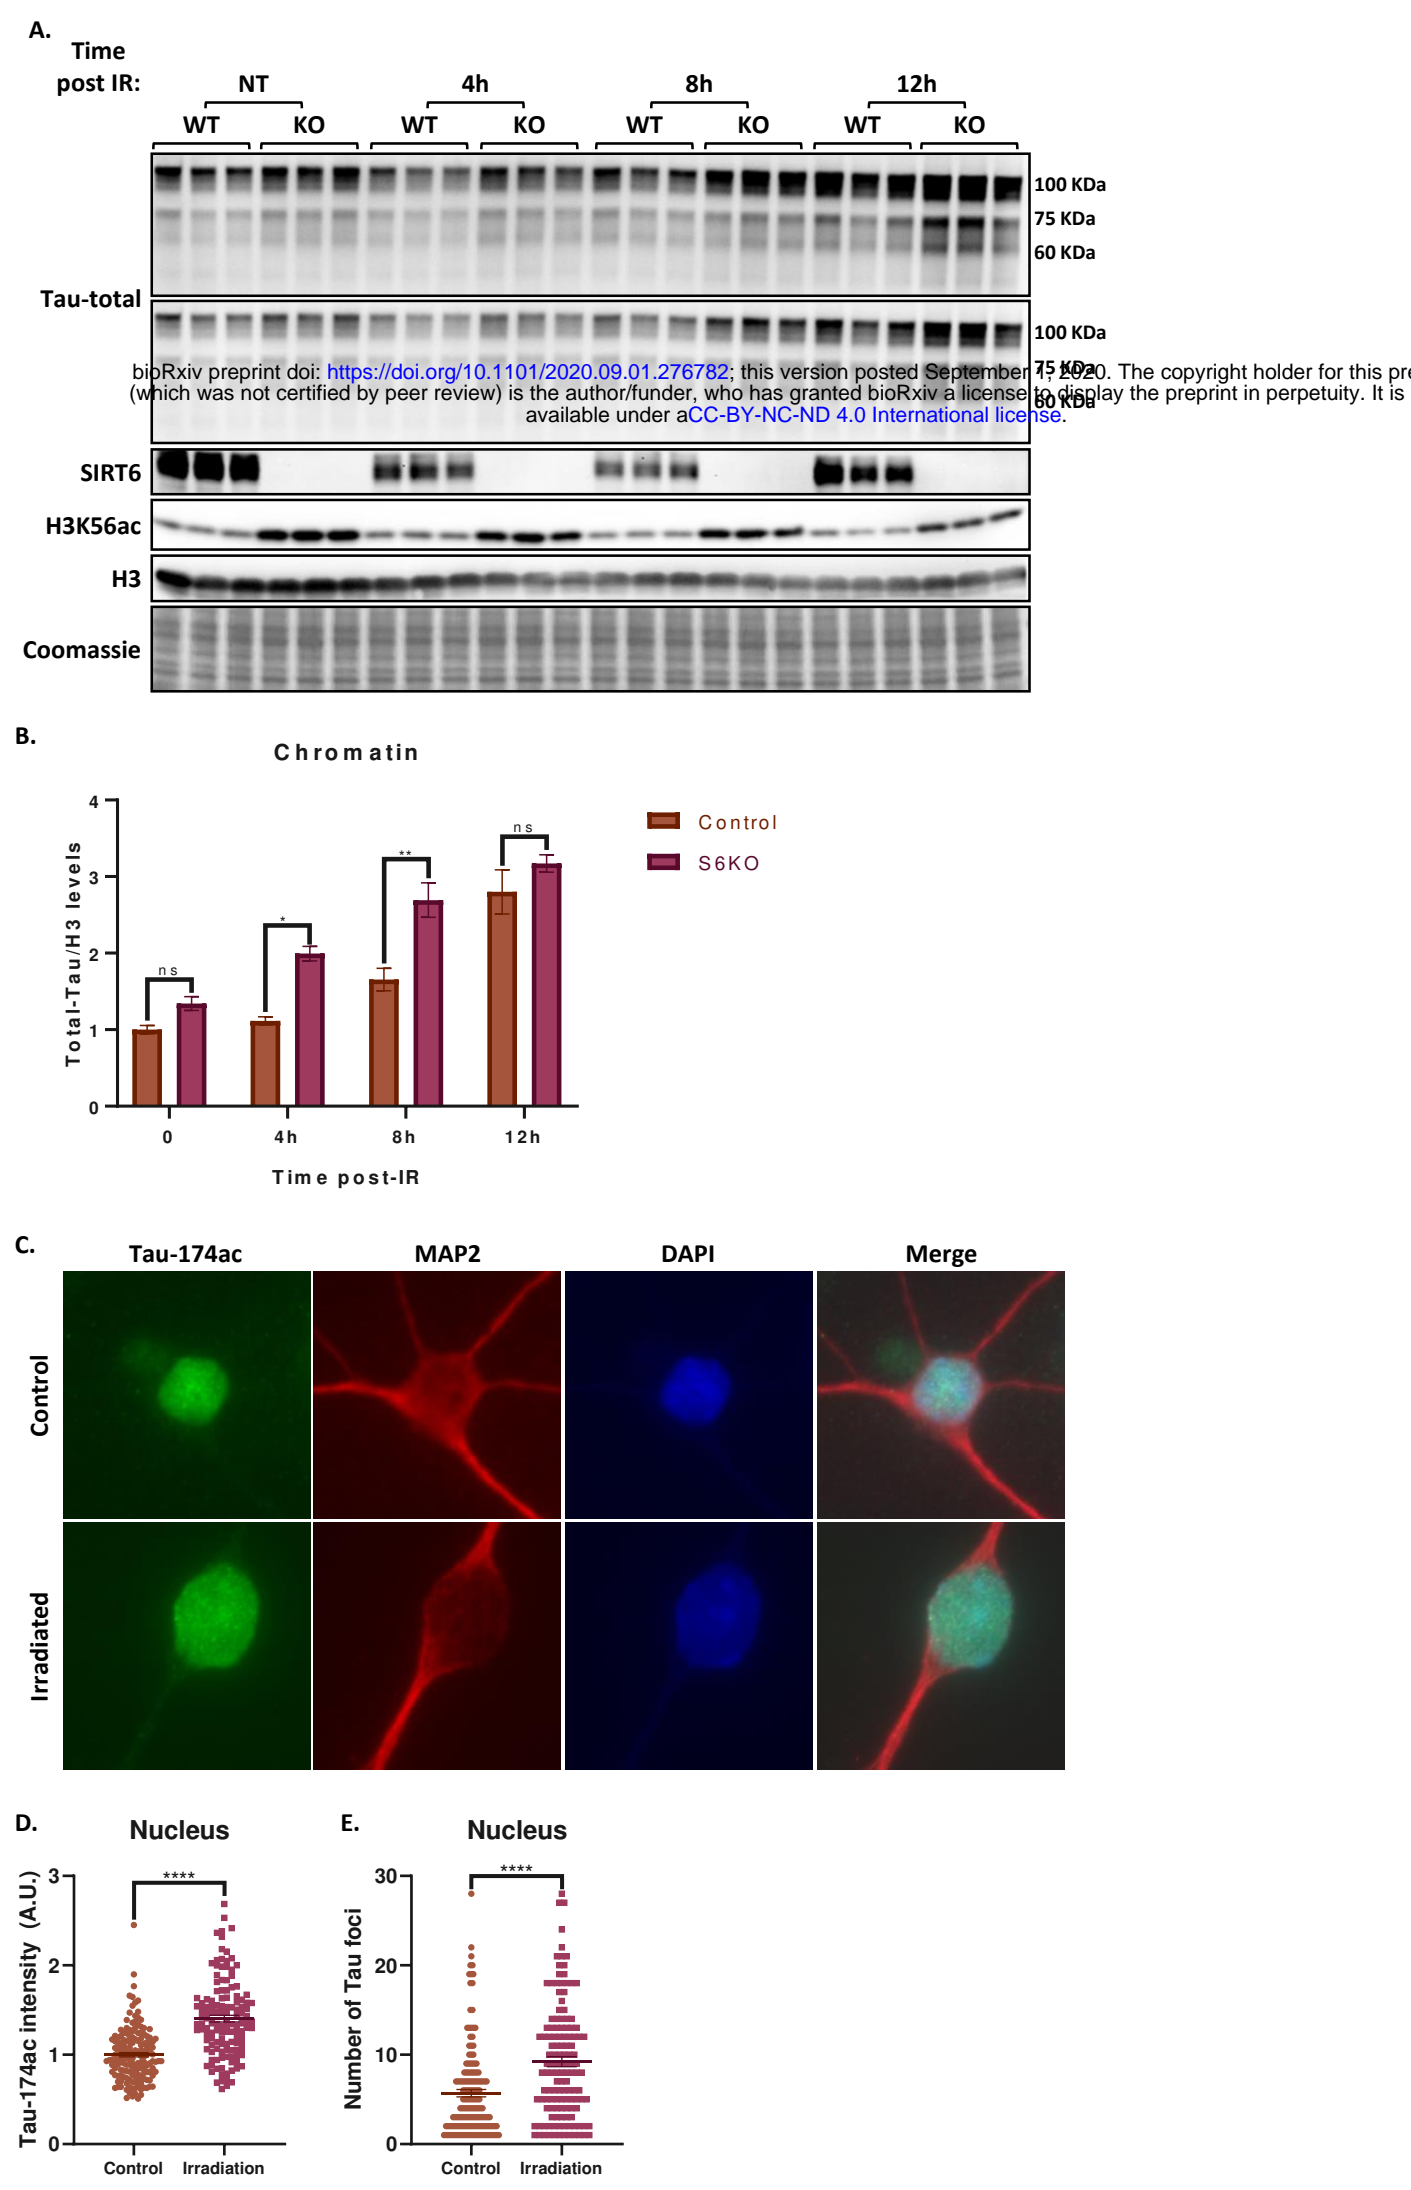 A.
Time
post IR:
NT
4h
8h
12h
WT
KO
WT
KO
WT
KO
WT
KO
100 KDa
75 KDa
60 KDa
Tau-total
100 KDa
75 KDa
60 KDa
bioRxiv preprint doi: https://doi.org/10.1101/2020.09.01.276782; this version posted September 1, 2020. The copyright holder for this pre
(which was not certified by peer review) is the author/funder, who has granted bioRxiv a license to display the preprint in perpetuity. It is
available under aCC-BY-NC-ND 4.0 International license.
SIRT6
H3K56ac
H3
Coomassie
B.
Chromatin
Total-Tau/H3 levels
4
3
2
1
0
ns
*
**
ns
Control
S6KO
0
4h
8h
12h
Time post-IR
C.
Tau-174ac
MAP2
DAPI
Merge
Control
Irradiated
D.
Nucleus
Tau-174ac intensity (A.U.)
3
2
1
0
****
Control
Irradiation
E.
Nucleus
Number of Tau foci
30
20
10
0
****
Control
Irradiation